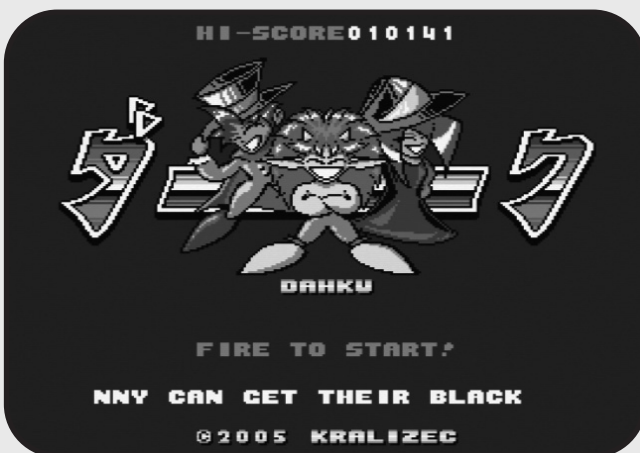 HI-SCORE010141
ダーク
DAHKU
FIRE TO START!
NNY CAN GET THEIR BLACK
©2005 KRALIZEC